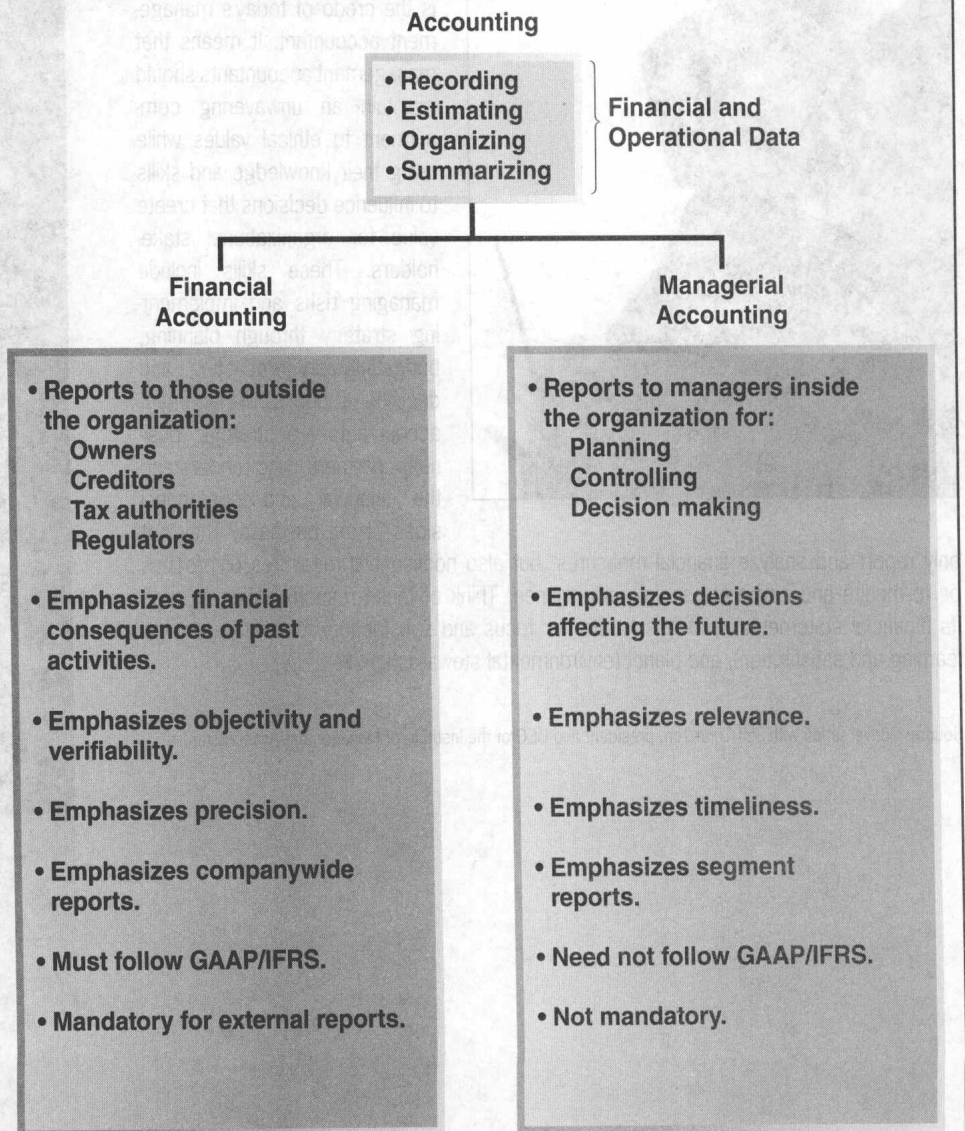 Accounting
• Recording
• Estimating
• Organizing
• Summarizing
Financial and
Operational Data
Financial
Accounting
• Reports to those outside
the organization:
Owners
Creditors
Tax authorities
Regulators
• Emphasizes financial
consequences of past
activities.
• Emphasizes objectivity and
verifiability.
• Emphasizes precision.
• Emphasizes companywide
reports.
• Must follow GAAP/IFRS.
• Mandatory for external reports.
Managerial
Accounting
• Reports to managers inside
the organization for:
Planning
Controlling
Decision making
• Emphasizes decisions
affecting the future.
• Emphasizes relevance.
• Emphasizes timeliness.
• Emphasizes segment
reports.
• Need not follow GAAP/IFRS.
• Not mandatory.